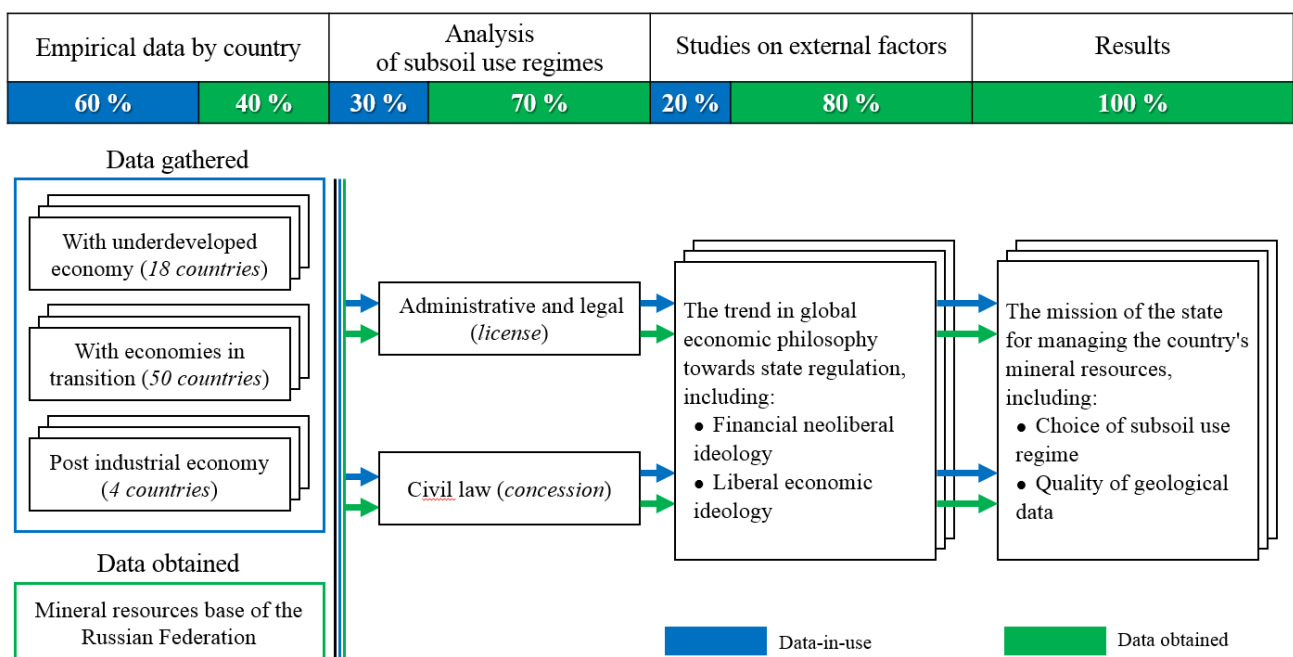 Empirical data by country
Analysis
of subsoil use regimes
Studies on external factors
Results
60 %
40 %
30 %
70 %
20 %
80 %
100 %
Data gathered
With underdeveloped
economy (18 countries)
With economies in
transition (50 countries)
Post industrial economy
(4 countries)
Data obtained
Mineral resources base of the
Russian Federation
Administrative and legal
(license)
Civil law (concession)
The trend in global
economic philosophy
towards state regulation,
including:
● Financial neoliberal
ideology
● Liberal economic
ideology
The mission of the state
for managing the country's
mineral resources,
including:
● Choice of subsoil use
regime
● Quality of geological
data
Data-in-use
Data obtained